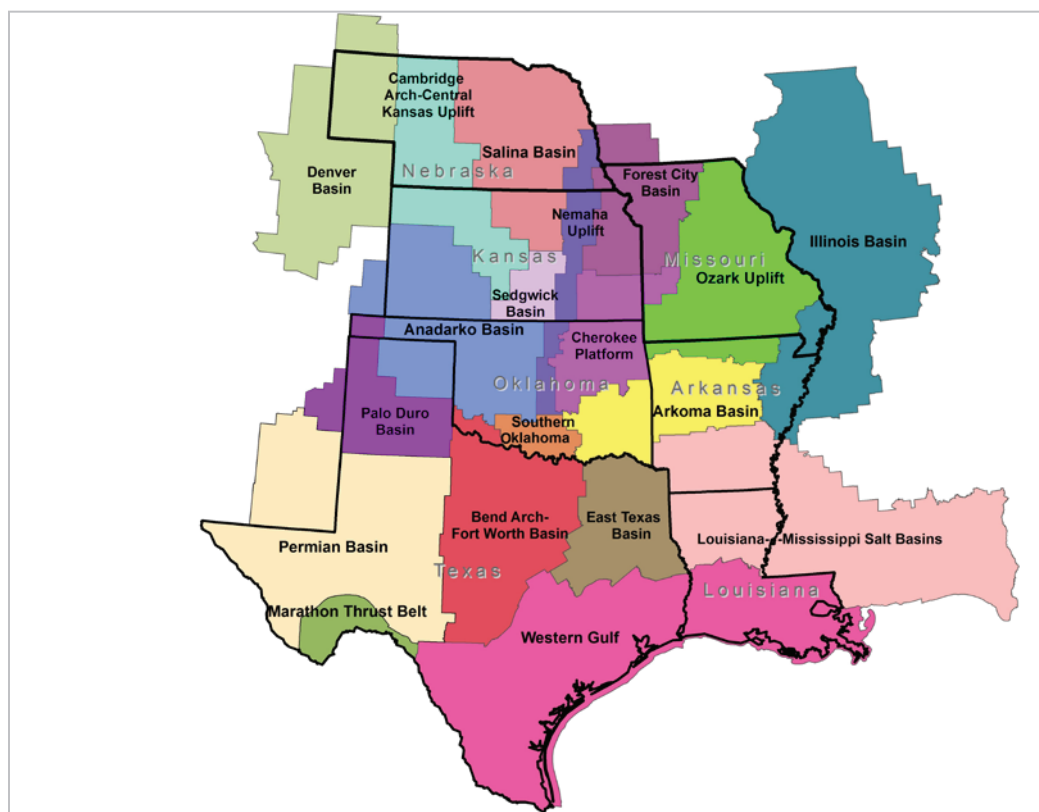 Cambridge
Arch-Central
Kansas Uplift
Salina Basin
Nebraska
Denver
Basin
Forest City
Basin
Nemaha
Uplift
Illinois Basin
Kansas
Missouri
Ozark Uplift
Sedgwick
Basin
Anadarko Basin
Cherokee
Platform
Oklahoma
Arkansas
Arkoma Basin
Palo Duro
Basin
Southern
Oklahoma
Bend Arch-
Fort Worth Basin
East Texas
Basin
Louisiana-Mississippi Salt Basins
Permian Basin
Texas
Louisiana
Marathon Thrust Belt
Western Gulf